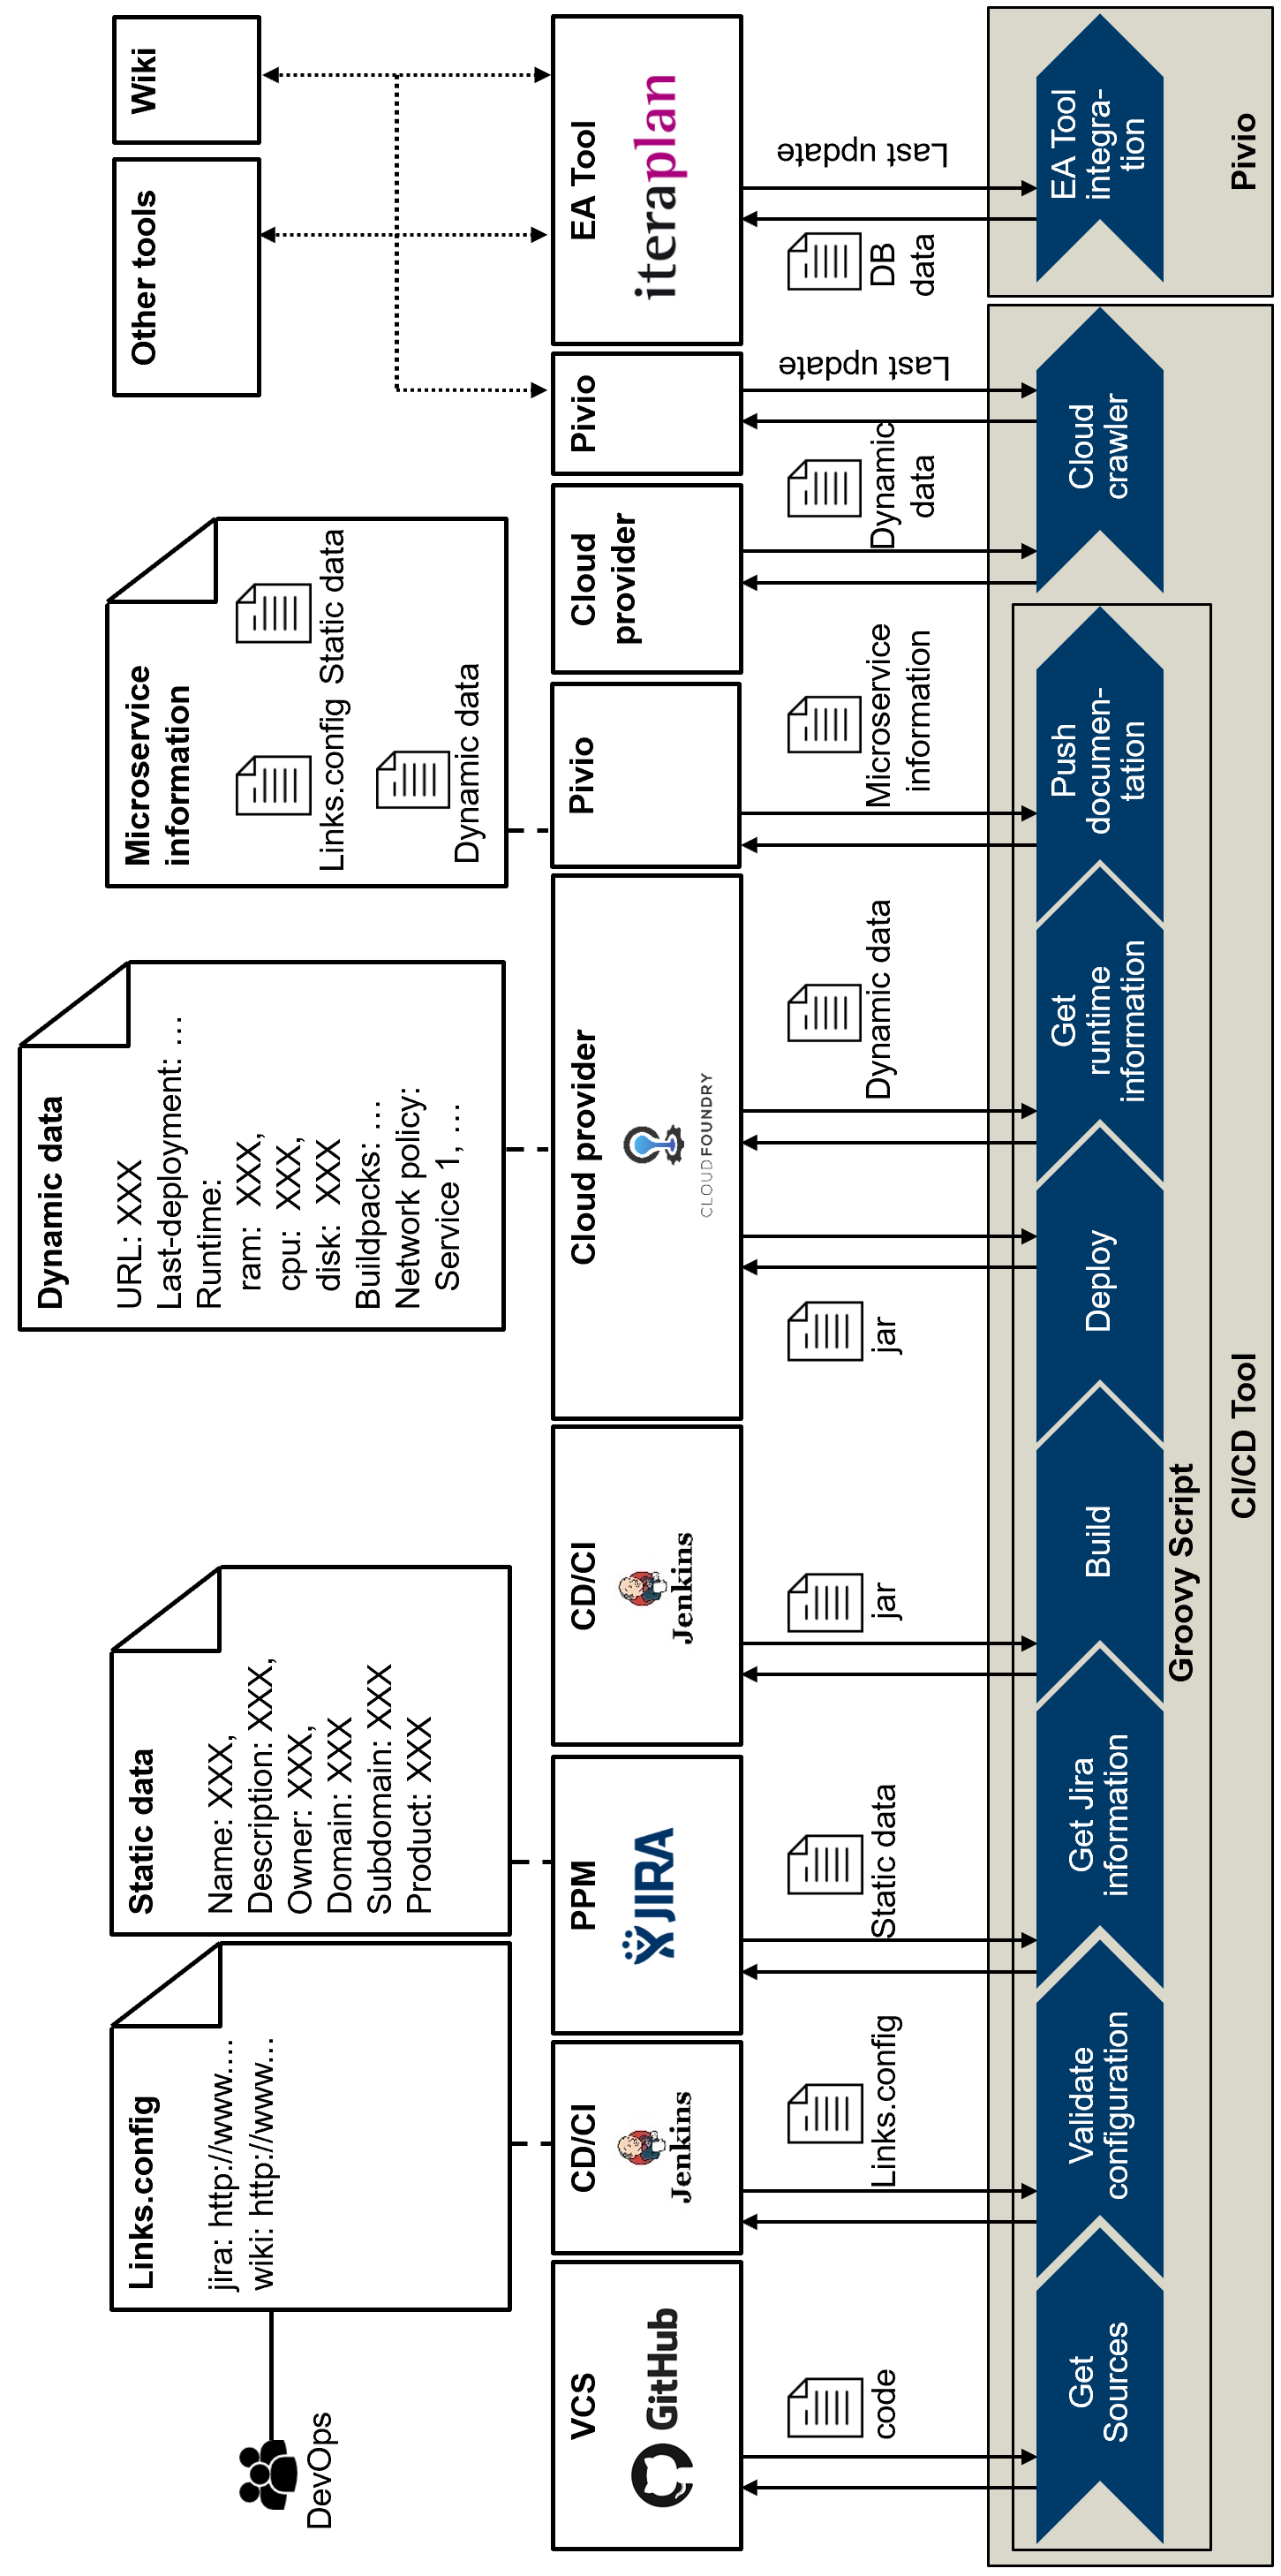 DevOps
Links.config
jira: http://www....
wiki: http://www...
Static data
Name: XXX,
Description: XXX,
Owner: XXX,
Domain: XXX
Subdomain: XXX
Product: XXX
Dynamic data
URL: XXX
Last-deployment: ...
Runtime:
ram: XXX,
cpu: XXX,
disk: XXX
Buildpacks: ...
Network policy:
Service 1, ...
Microservice
information
Links.config
Static data
Dynamic data
Other tools
Wiki
VCS
GitHub
CD/CI
Jenkins
PPM
JIRA
CD/CI
Jenkins
Cloud provider
CLOUDFOUNDRY
Pivio
Cloud
provider
Pivio
EA Tool
iteraplan
code
Links.config
Static data
jar
jar
Dynamic data
Microservice
information
Dynamic
data
Last update
DB
data
Last update
Get
Sources
Validate
configuration
Get Jira
information
Build
Deploy
Get
runtime
information
Push
documen-
tation
Cloud
crawler
EA Tool
integra-
tion
Groovy Script
CI/CD Tool
Pivio